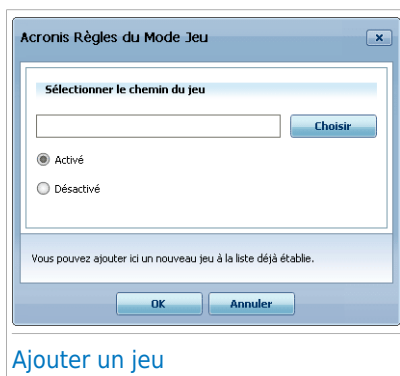 Acronis Règles du Mode Jeu
Sélectionner le chemin du jeu
Choisir
Activé
Désactivé
Vous pouvez ajouter ici un nouveau jeu à la liste déjà établie.
OK Annuler
Ajouter un jeu